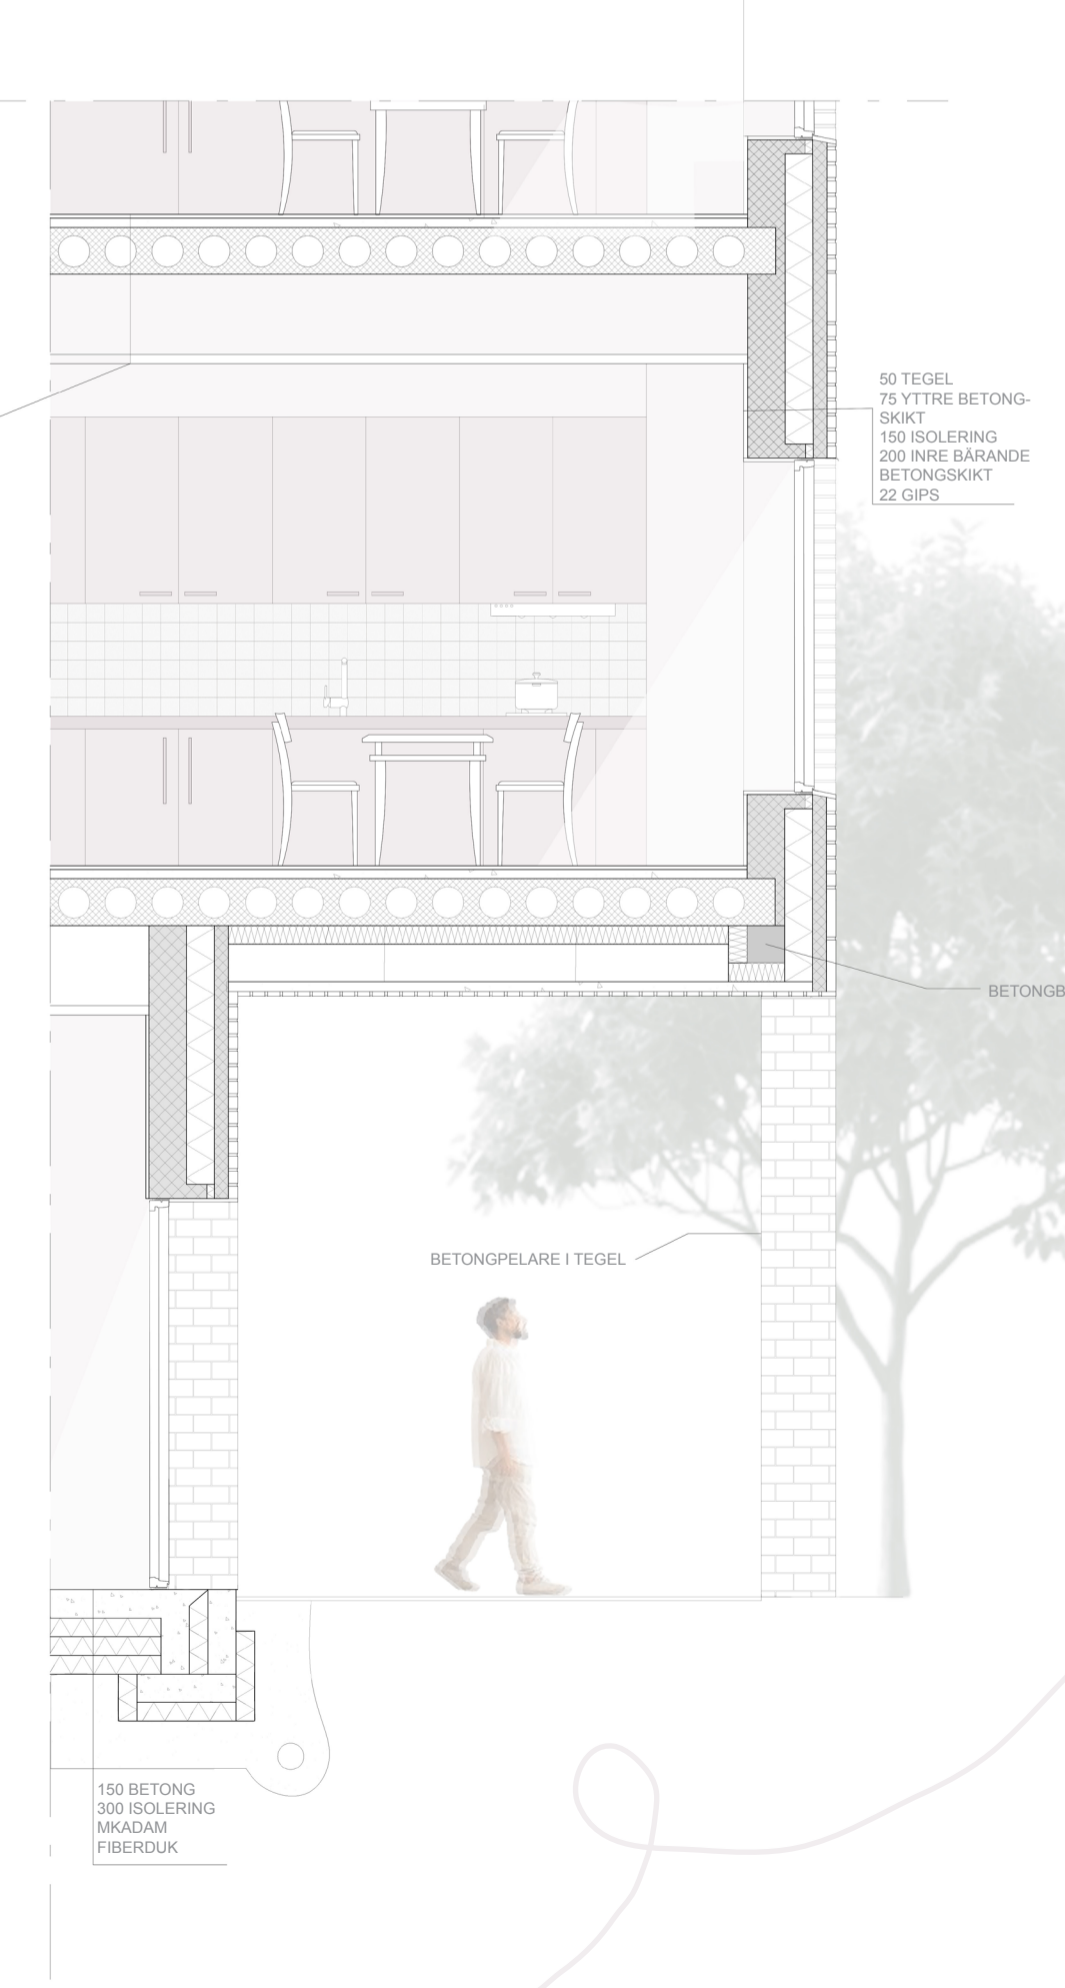 50 TEGEL
75 YTTRE BETONG-
SKIKT
150 ISOLERING
200 INRE BÄRANDE
BETONGSKIKT
22 GIPS
BETONGB
BETONGPELARE I TEGEL
150 BETONG
300 ISOLERING
MKADAM
FIBERDUK